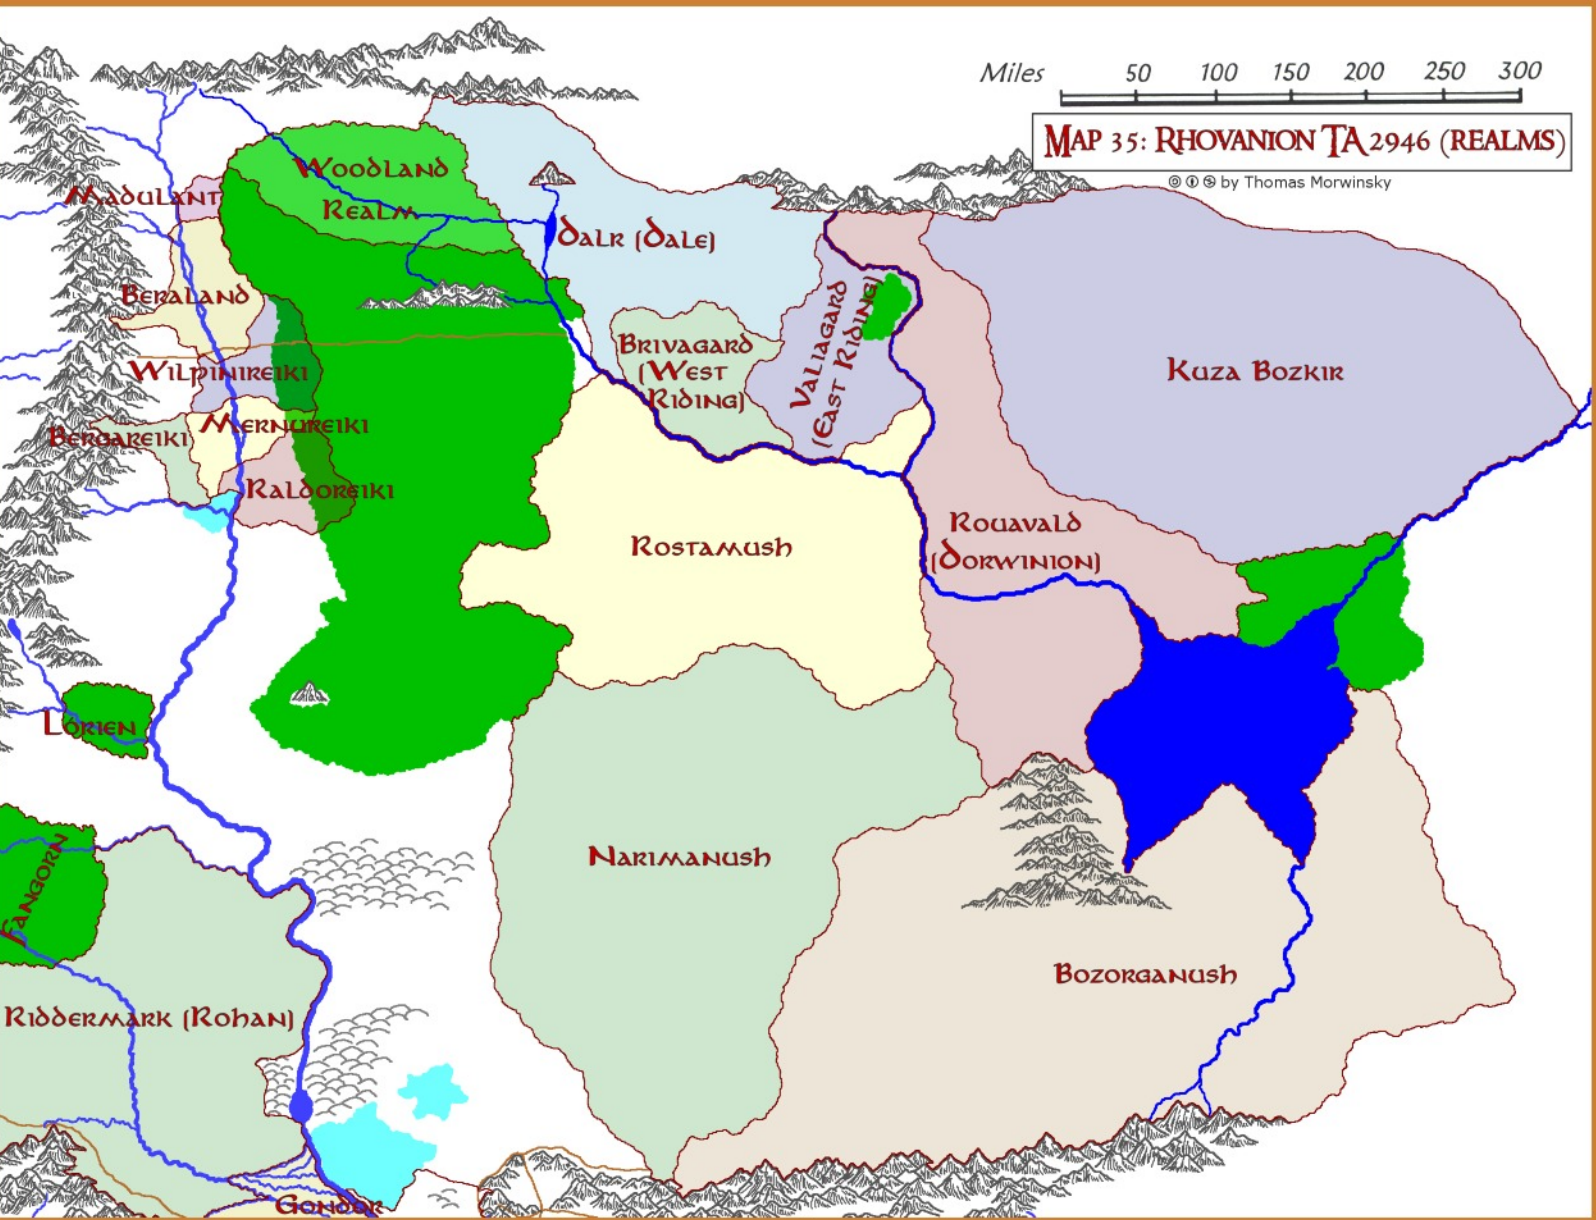 Miles 50 100 150 200 250 300
Map 35: Rhovanion TA 2946 (Realms)
by Thomas Morwinsky
Woodland
Realm
Madulant
Dalr (Dale)
Beraland
Valiagard
(East Riding)
Brivagard
(West
Riding)
Wilpinireiki
Kuza Bozkir
Mernureiki
Bergareiki
Raldoreiki
Rouavald
(Dorwinion)
Rostamush
Lórien
Narimanush
Fangorn
Bozorganush
Riddermark (Rohan)
Gondor